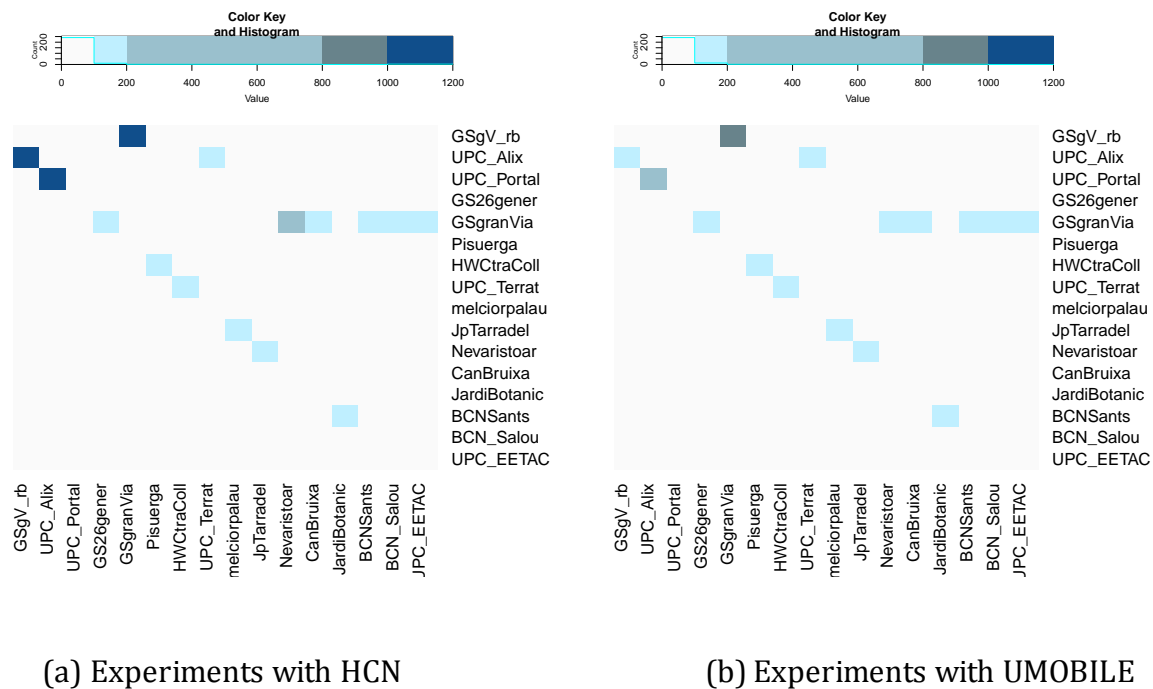 Color Key
and Histogram
Count
0 200
0 200 400 600 800 1000 1200
Value
GSgV_rb
UPC_Alix
UPC_Portal
GS26gener
GSgranVia
Pisuerga
HWCtraColl
UPC_Terrat
melciorpalau
JpTarradel
Nevaristoar
CanBruixa
JardiBotanic
BCNSants
BCN_Salou
UPC_EETAC
GSgV_rb
UPC_Alix
UPC_Portal
GS26gener
GSgranVia
Pisuerga
HWCtraColl
UPC_Terrat
melciorpalau
JpTarradel
Nevaristoar
CanBruixa
JardiBotanic
BCNSants
BCN_Salou
JPC_EETAC
(a) Experiments with HCN
Color Key
and Histogram
Count
0 200
0 200 400 600 800 1000 1200
Value
GSgV_rb
UPC_Alix
UPC_Portal
GS26gener
GSgranVia
Pisuerga
HWCtraColl
UPC_Terrat
melciorpalau
JpTarradel
Nevaristoar
CanBruixa
JardiBotanic
BCNSants
BCN_Salou
UPC_EETAC
GSgV_rb
UPC_Alix
UPC_Portal
GS26gener
GSgranVia
Pisuerga
HWCtraColl
UPC_Terrat
melciorpalau
JpTarradel
Nevaristoar
CanBruixa
JardiBotanic
BCNSants
BCN_Salou
JPC_EETAC
(b) Experiments with UMOBILE